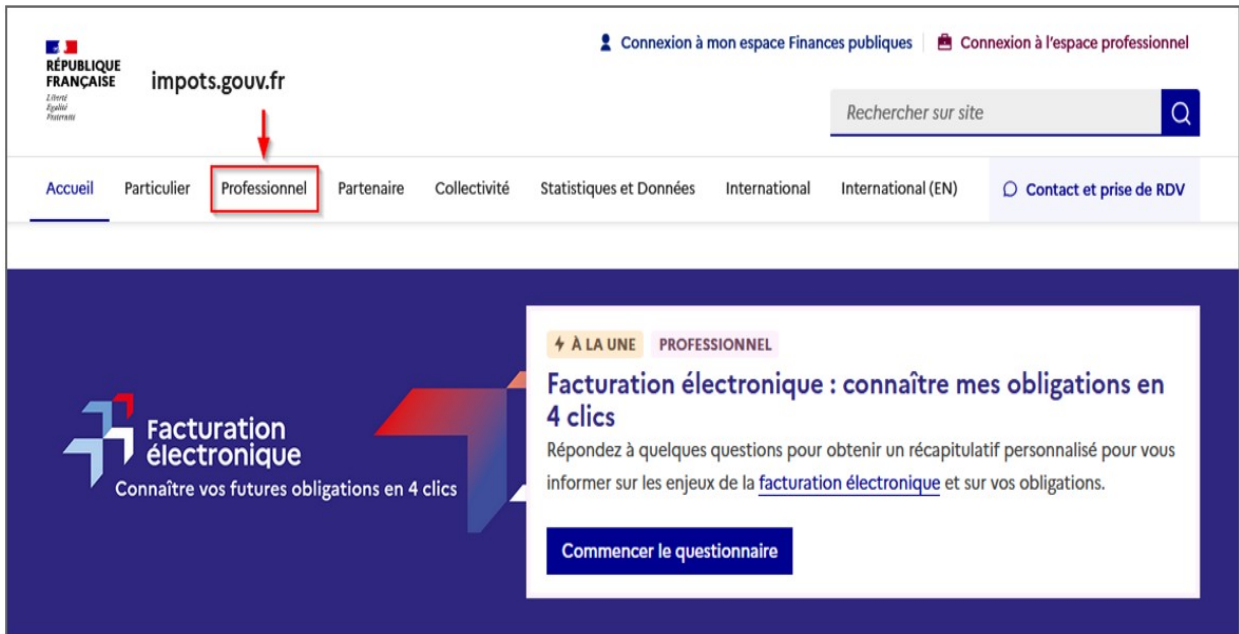 Connexion à mon espace Finances publiques
Connexion à l'espace professionnel
RÉPUBLIQUE
FRANÇAISE
Liberté
Égalité
Fraternité
impots.gouv.fr
Rechercher sur site
Accueil Particulier Professionnel Partenaire Collectivité Statistiques et Données International International (EN) Contact et prise de RDV
Facturation
électronique
Connaître vos futures obligations en 4 clics
À LA UNE PROFESSIONNEL
Facturation électronique : connaître mes obligations en
4 clics
Répondez à quelques questions pour obtenir un récapitulatif personnalisé pour vous
informer sur les enjeux de la facturation électronique et sur vos obligations.
Commencer le questionnaire